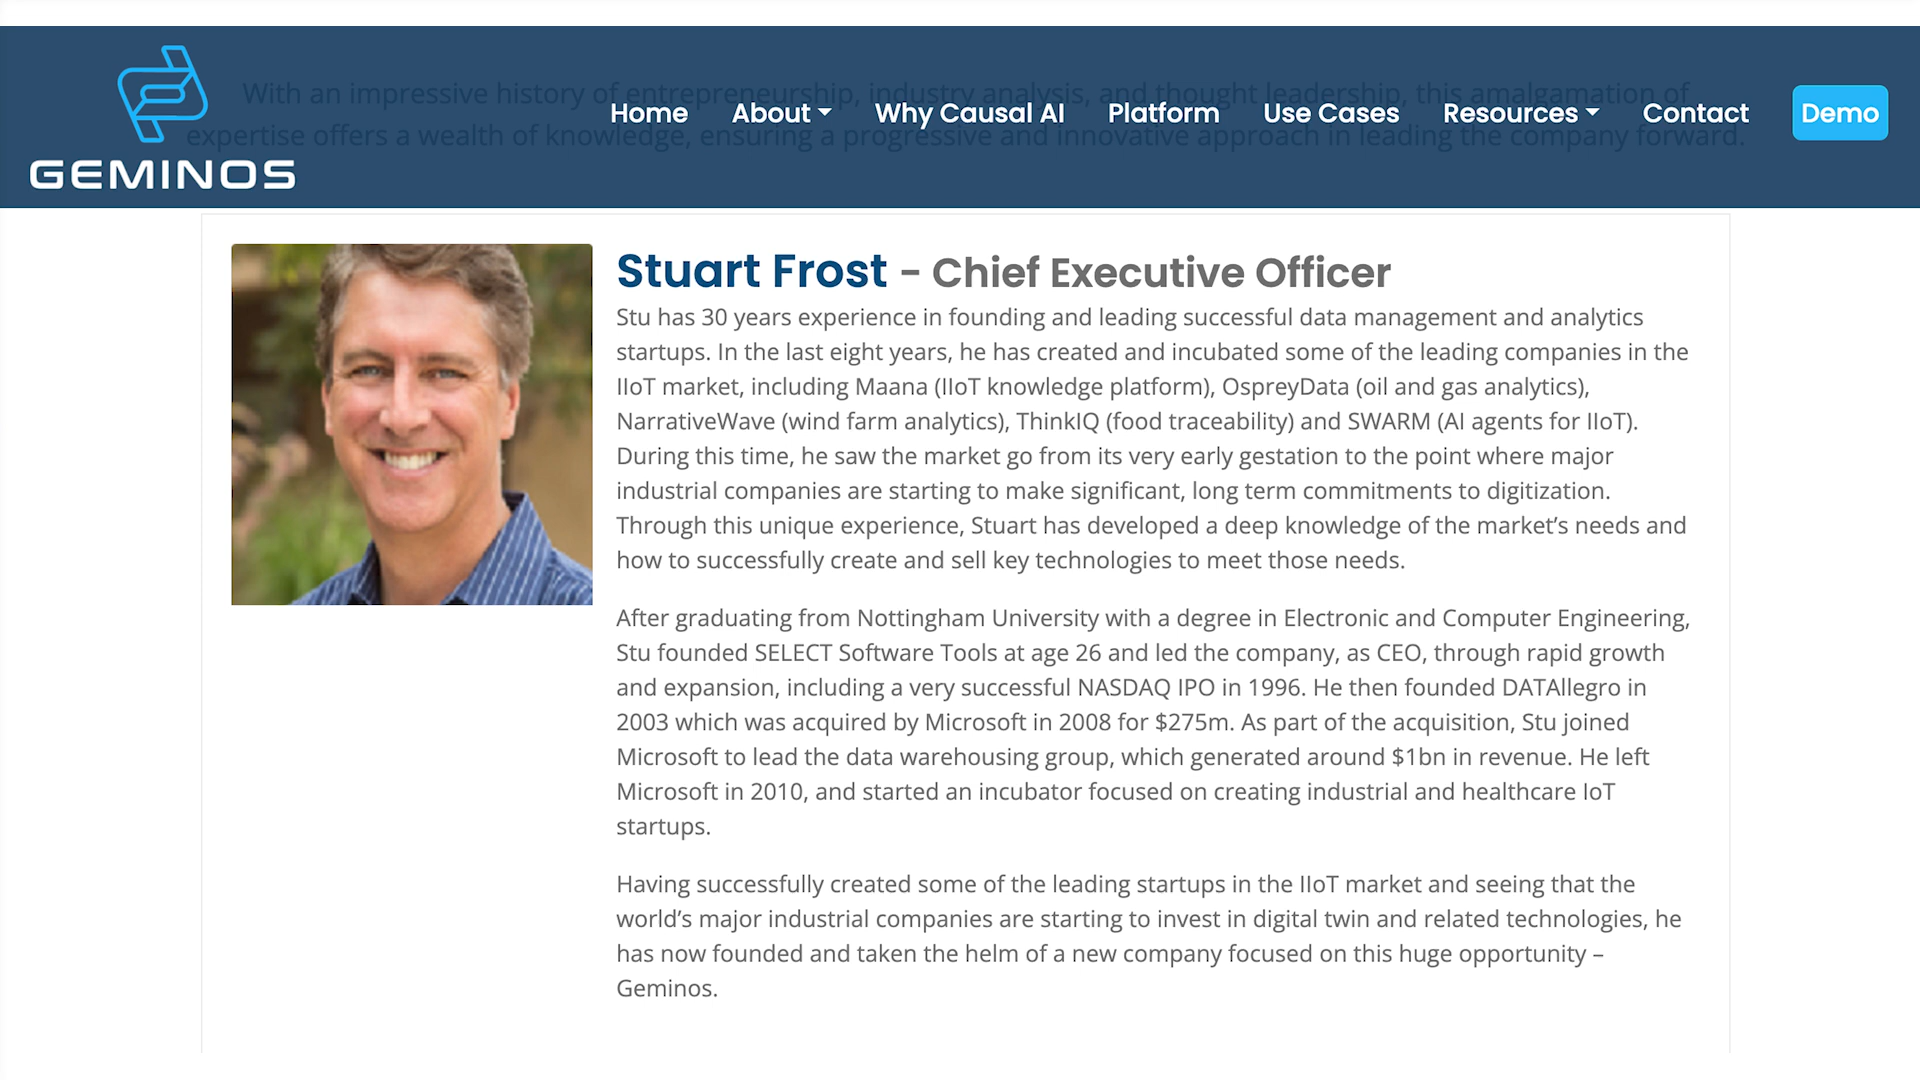 With an impressive history of entrepreneurship, industry analysis, and thought leadership, this amalgamation of
expertise offers a wealth of knowledge, ensuring a progressive and innovative approach in leading the company forward.
GEMINOS
Home About Why Causal AI Platform Use Cases Resources Contact Demo
Stuart Frost - Chief Executive Officer
Stu has 30 years experience in founding and leading successful data management and analytics
startups. In the last eight years, he has created and incubated some of the leading companies in the
IIoT market, including Maana (IIoT knowledge platform), OspreyData (oil and gas analytics),
NarrativeWave (wind farm analytics), ThinkIQ (food traceability) and SWARM (AI agents for IIoT).
During this time, he saw the market go from its very early gestation to the point where major
industrial companies are starting to make significant, long term commitments to digitization.
Through this unique experience, Stuart has developed a deep knowledge of the market’s needs and
how to successfully create and sell key technologies to meet those needs.
After graduating from Nottingham University with a degree in Electronic and Computer Engineering,
Stu founded SELECT Software Tools at age 26 and led the company, as CEO, through rapid growth
and expansion, including a very successful NASDAQ IPO in 1996. He then founded DATAllegro in
2003 which was acquired by Microsoft in 2008 for $275m. As part of the acquisition, Stu joined
Microsoft to lead the data warehousing group, which generated around $1bn in revenue. He left
Microsoft in 2010, and started an incubator focused on creating industrial and healthcare IoT
startups.
Having successfully created some of the leading startups in the IIoT market and seeing that the
world’s major industrial companies are starting to invest in digital twin and related technologies, he
has now founded and taken the helm of a new company focused on this huge opportunity –
Geminos.